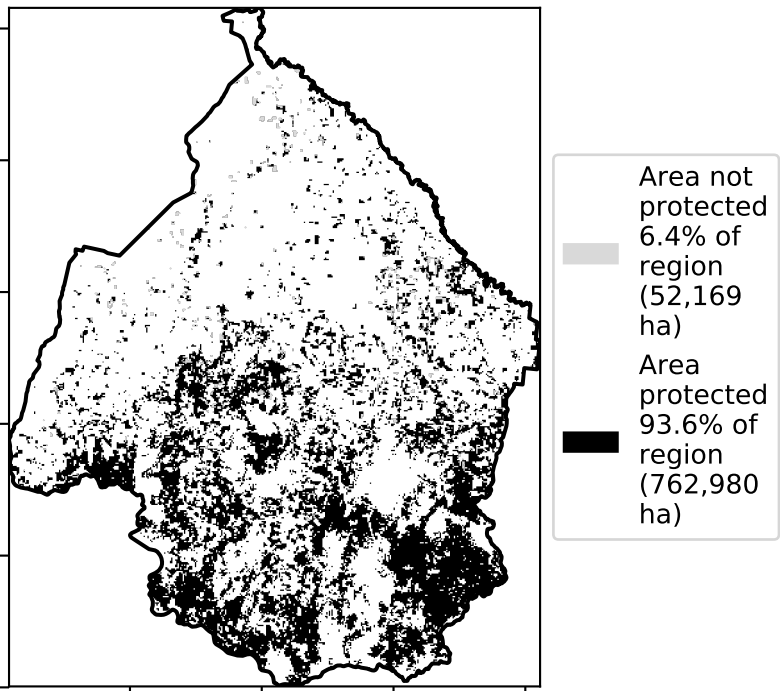 Area not
protected
6.4% of
region
(52,169
ha)
Area
protected
93.6% of
region
(762,980
ha)